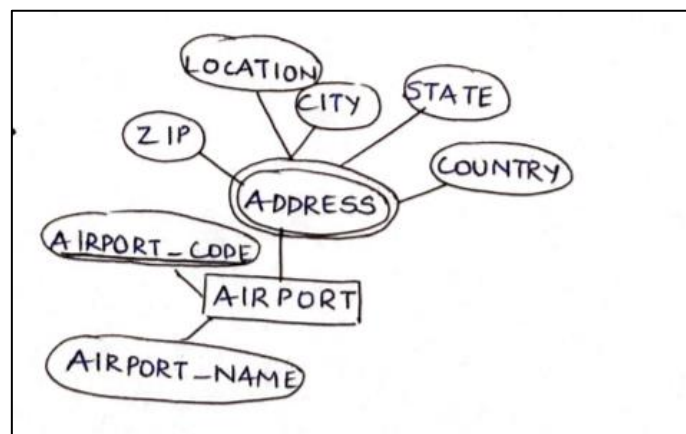 LOCATION
CITY
STATE
ZIP
COUNTRY
ADDRESS
AIRPORT_CODE
AIRPORT
AIRPORT_NAME